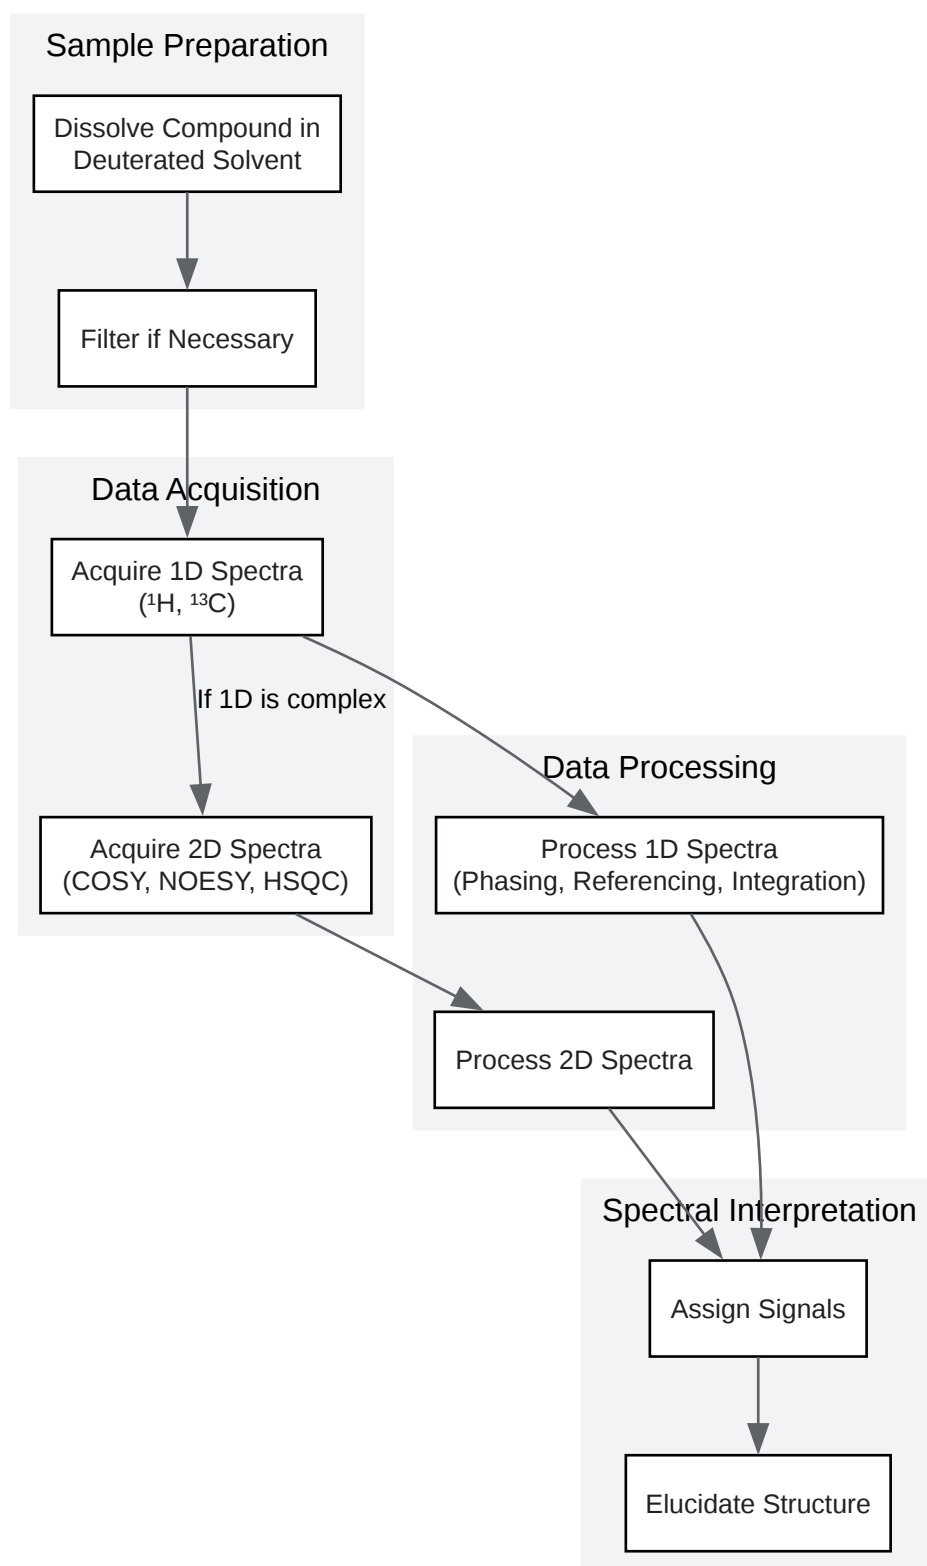 Sample Preparation
Dissolve Compound in
Deuterated Solvent
Filter if Necessary
Data Acquisition
Acquire 1D Spectra
(¹H, ¹³C)
If 1D is complex
Data Processing
Acquire 2D Spectra
(COSY, NOESY, HSQC)
Process 1D Spectra
(Phasing, Referencing, Integration)
Process 2D Spectra
Spectral Interpretation
Assign Signals
Elucidate Structure